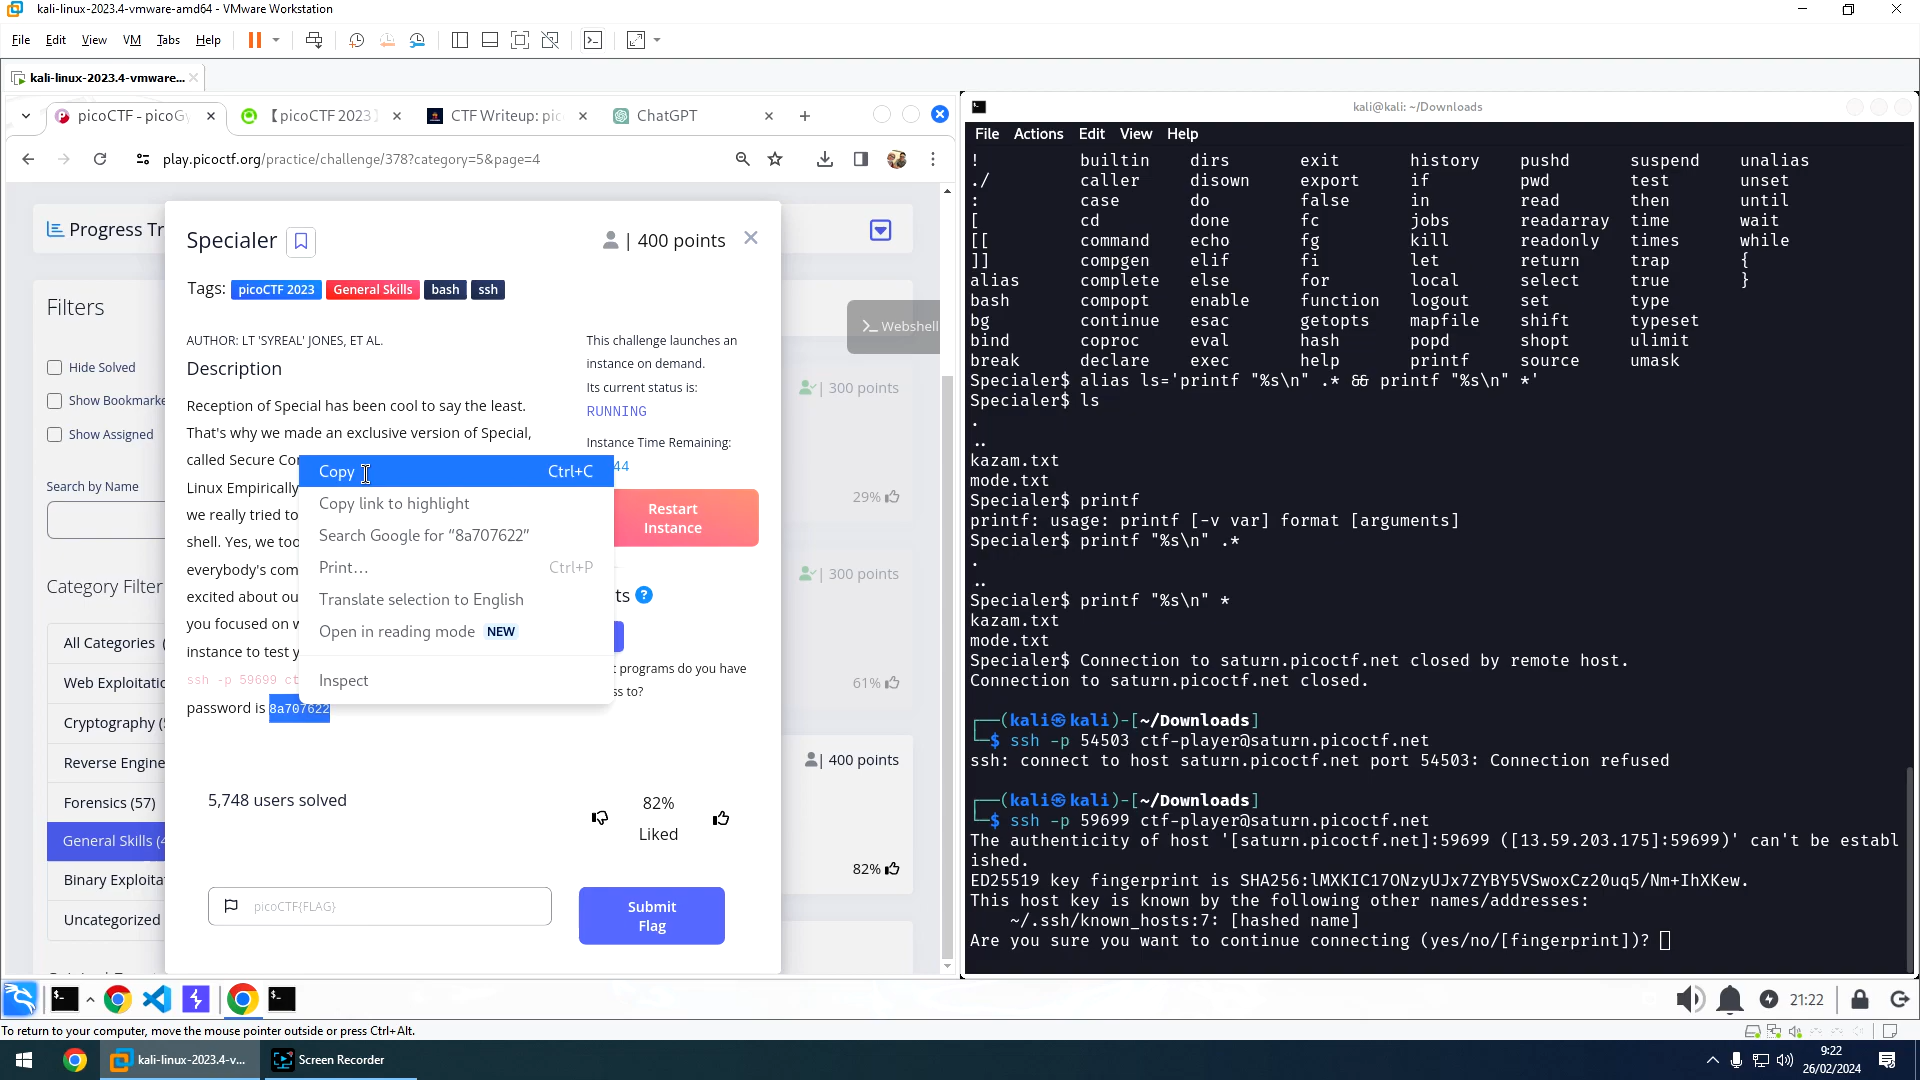 kali-linux-2023.4-vmware-amd64 - VMware Workstation
File Edit View VM Tabs Help
kali-linux-2023.4-vmware...
picoCTF - picoGy
【picoCTF 2023】
CTF Writeup: pic
ChatGPT
play.picoctf.org/practice/challenge/378?category=5&page=4
Progress Tr
Filters
Hide Solved
Show Bookmarke
Show Assigned
Search by Name
Category Filter
All Categories (
Web Exploitatio
Cryptography (5
Reverse Engine
Forensics (57)
General Skills (4
Binary Exploitat
Uncategorized
Specialer
| 400 points
Tags: picoCTF 2023 General Skills bash ssh
AUTHOR: LT 'SYREAL' JONES, ET AL.
Description
Reception of Special has been cool to say the least.
That's why we made an exclusive version of Special,
called Secure Cor
Linux Empirically
we really tried to
shell. Yes, we too
everybody's com
excited about ou
you focused on w
instance to test y
ssh -p 59699 ct
password is 8a707622
This challenge launches an
instance on demand.
Its current status is:
RUNNING
Instance Time Remaining:
44
Restart
Instance
ts ?
t programs do you have
ss to?
Copy Ctrl+C
Copy link to highlight
Search Google for “8a707622”
Print… Ctrl+P
Translate selection to English
Open in reading mode NEW
Inspect
5,748 users solved
82%
Liked
picoCTF{FLAG}
Submit
Flag
Webshell
| 300 points
29%
| 300 points
61%
| 400 points
82%
kali@kali: ~/Downloads
File Actions Edit View Help
! builtin dirs exit history pushd suspend unalias
./ caller disown export if pwd test unset
: case do false in read then until
[ cd done fc jobs readarray time wait
[[ command echo fg kill readonly times while
]] compgen elif fi let return trap {
alias complete else for local select true }
bash compopt enable function logout set type
bg continue esac getopts mapfile shift typeset
bind coproc eval hash popd shopt ulimit
break declare exec help printf source umask
Specialer$ alias ls='printf "%s\n" .* && printf "%s\n" *'
Specialer$ ls
.
..
kazam.txt
mode.txt
Specialer$ printf
printf: usage: printf [-v var] format [arguments]
Specialer$ printf "%s\n" .*
.
..
Specialer$ printf "%s\n" *
kazam.txt
mode.txt
Specialer$ Connection to saturn.picoctf.net closed by remote host.
Connection to saturn.picoctf.net closed.
┌──(kali㉿kali)-[~/Downloads]
└─$ ssh -p 54503 ctf-player@saturn.picoctf.net
ssh: connect to host saturn.picoctf.net port 54503: Connection refused
┌──(kali㉿kali)-[~/Downloads]
└─$ ssh -p 59699 ctf-player@saturn.picoctf.net
The authenticity of host '[saturn.picoctf.net]:59699 ([13.59.203.175]:59699)' can't be establ
ished.
ED25519 key fingerprint is SHA256:lMXKIC17ONzyUJx7ZYBY5VSwoxCz20uq5/Nm+IhXKew.
This host key is known by the following other names/addresses:
~/.ssh/known_hosts:7: [hashed name]
Are you sure you want to continue connecting (yes/no/[fingerprint])?
21:22
To return to your computer, move the mouse pointer outside or press Ctrl+Alt.
kali-linux-2023.4-v...
Screen Recorder
9:22
26/02/2024